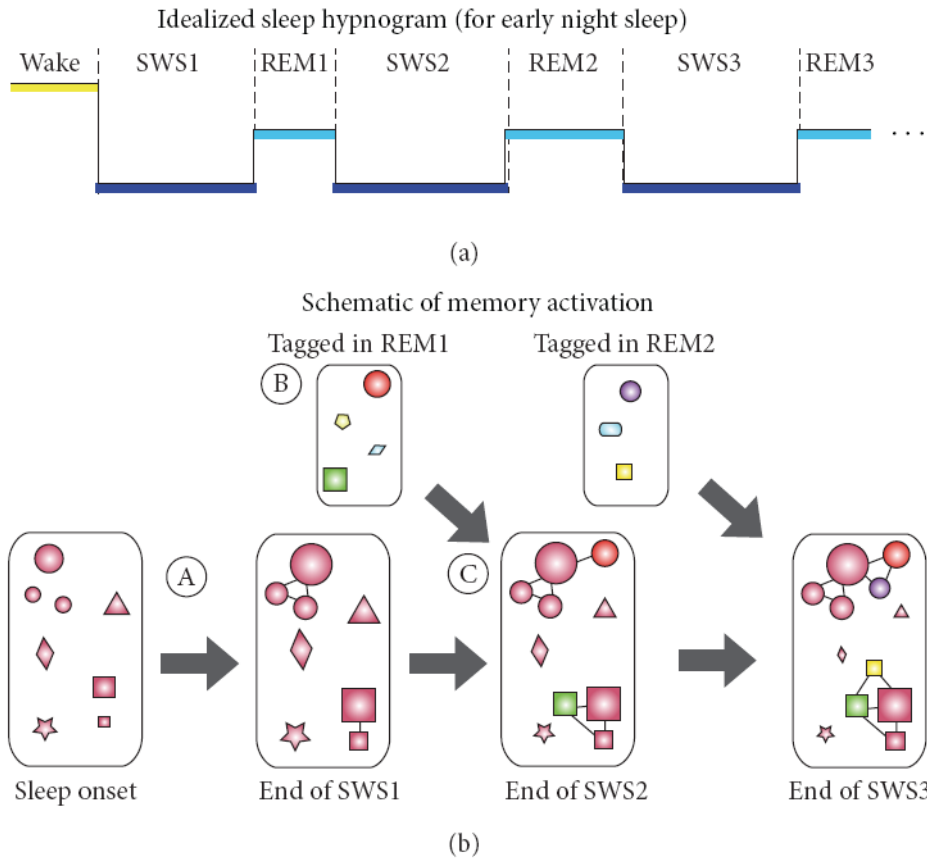 Idealized sleep hypnogram (for early night sleep)
Wake SWS1 REM1 SWS2 REM2 SWS3 REM3
. . .
(a)
Schematic of memory activation
Tagged in REM1 Tagged in REM2
B
A C
Sleep onset End of SWS1 End of SWS2 End of SWS3
(b)